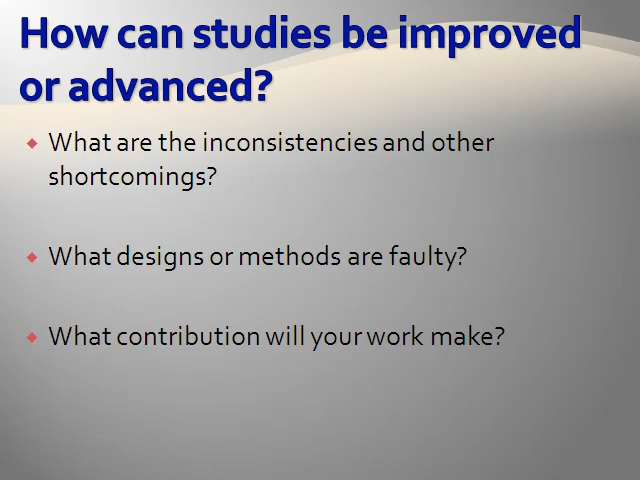 How can studies be improved
or advanced?
What are the inconsistencies and other
shortcomings?
What designs or methods are faulty?
What contribution will your work make?